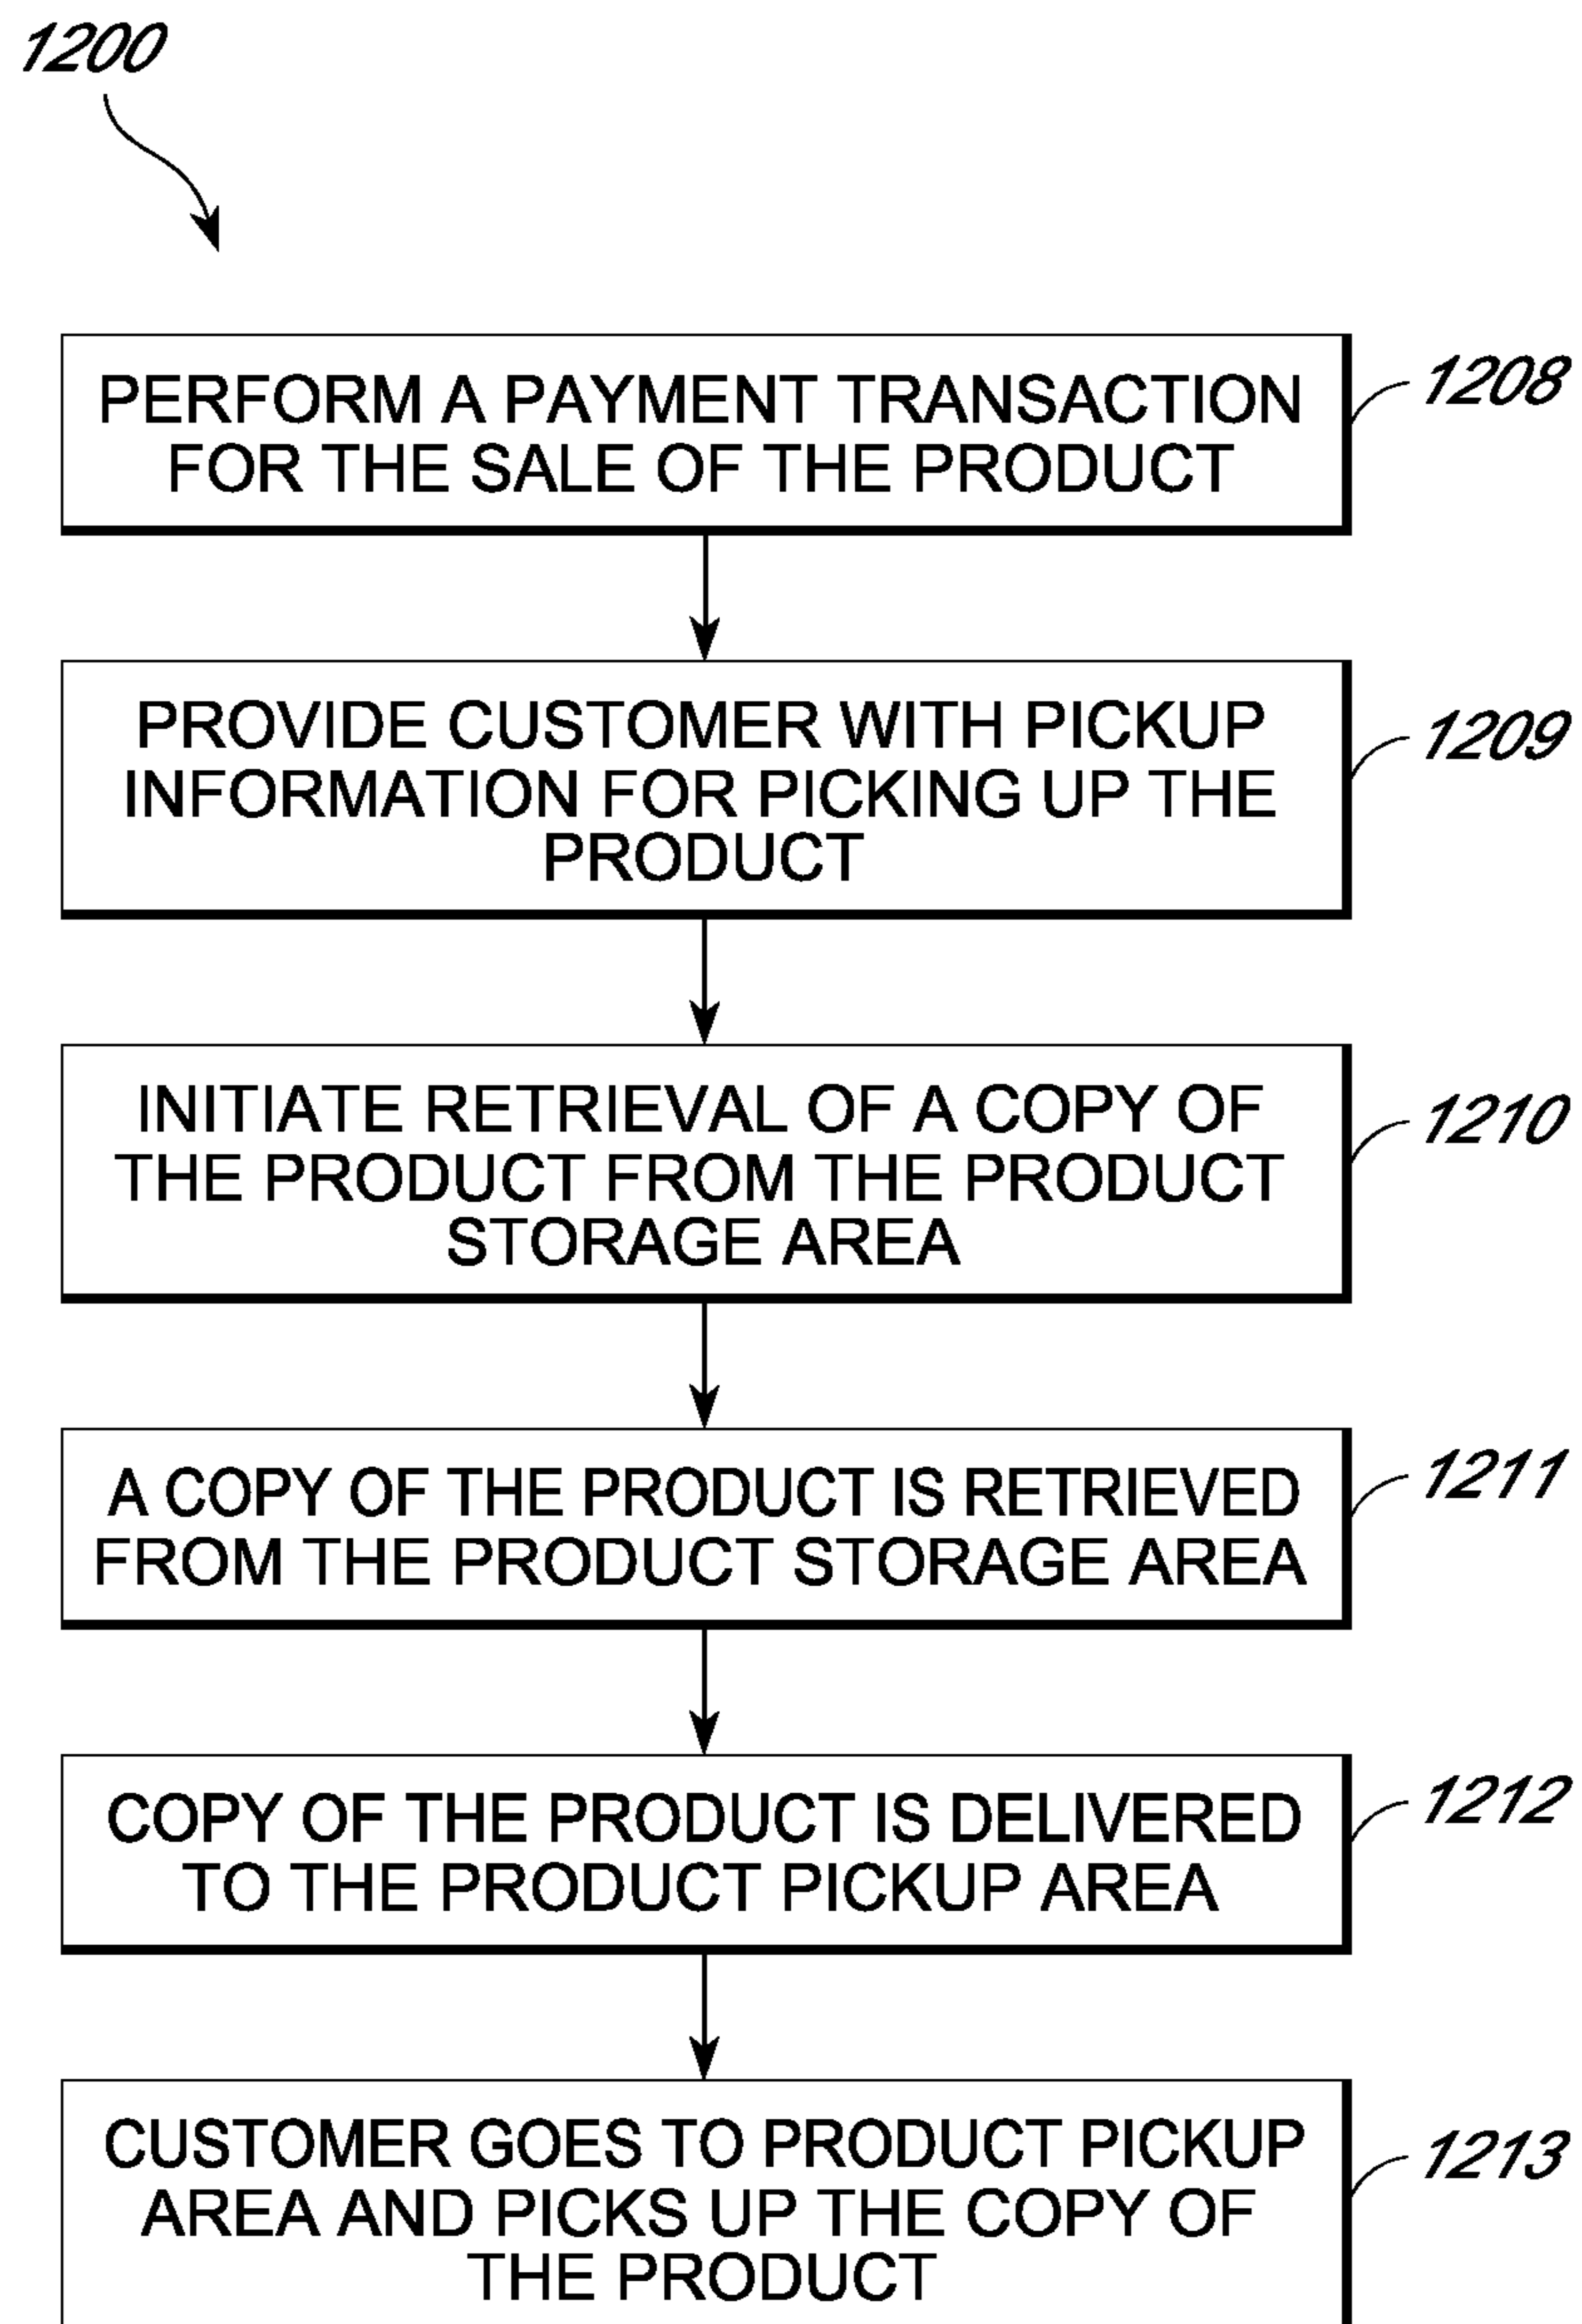 1200
PERFORM A PAYMENT TRANSACTION
FOR THE SALE OF THE PRODUCT
1208
PROVIDE CUSTOMER WITH PICKUP
INFORMATION FOR PICKING UP THE
PRODUCT
1209
INITIATE RETRIEVAL OF A COPY OF
THE PRODUCT FROM THE PRODUCT
STORAGE AREA
1210
A COPY OF THE PRODUCT IS RETRIEVED
FROM THE PRODUCT STORAGE AREA
1211
COPY OF THE PRODUCT IS DELIVERED
TO THE PRODUCT PICKUP AREA
1212
CUSTOMER GOES TO PRODUCT PICKUP
AREA AND PICKS UP THE COPY OF
THE PRODUCT
1213